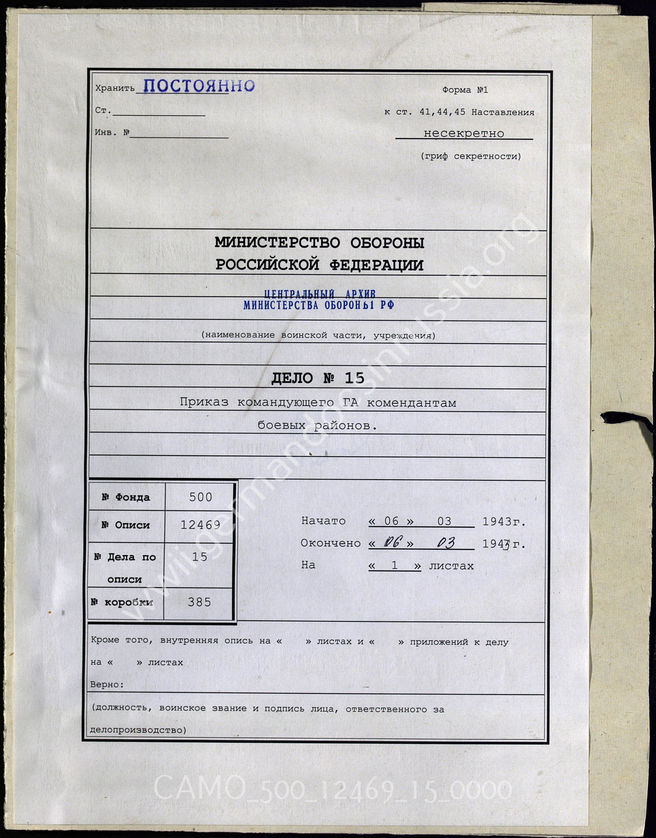 Хранить ПОСТОЯННО
Форма №1
Ст.
к ст. 41,44,45 Наставления
Инв. №
несекретно
(гриф секретности)
МИНИСТЕРСТВО ОБОРОНЫ
РОССИЙСКОЙ ФЕДЕРАЦИИ
ЦЕНТРАЛЬНЫЙ АРХИВ
МИНИСТЕРСТВА ОБОРОНЫ РФ
(наименование воинской части, учреждения)
ДЕЛО № 15
Приказ командующего ГА комендантам
боевых районов.
№ Фонда 500
№ Описи 12469
№ Дела по описи 15
№ коробки 385
Начато « 06 » 03 1943г.
Окончено « 06 » 03 1943г.
На « 1 » листах
Кроме того, внутренняя опись на « » листах и « » приложений к делу
на « » листах
Верно:
(должность, воинское звание и подпись лица, ответственного за
делопроизводство)
www.germandocsinrussia.org
CAMO_500_12469_15_0000